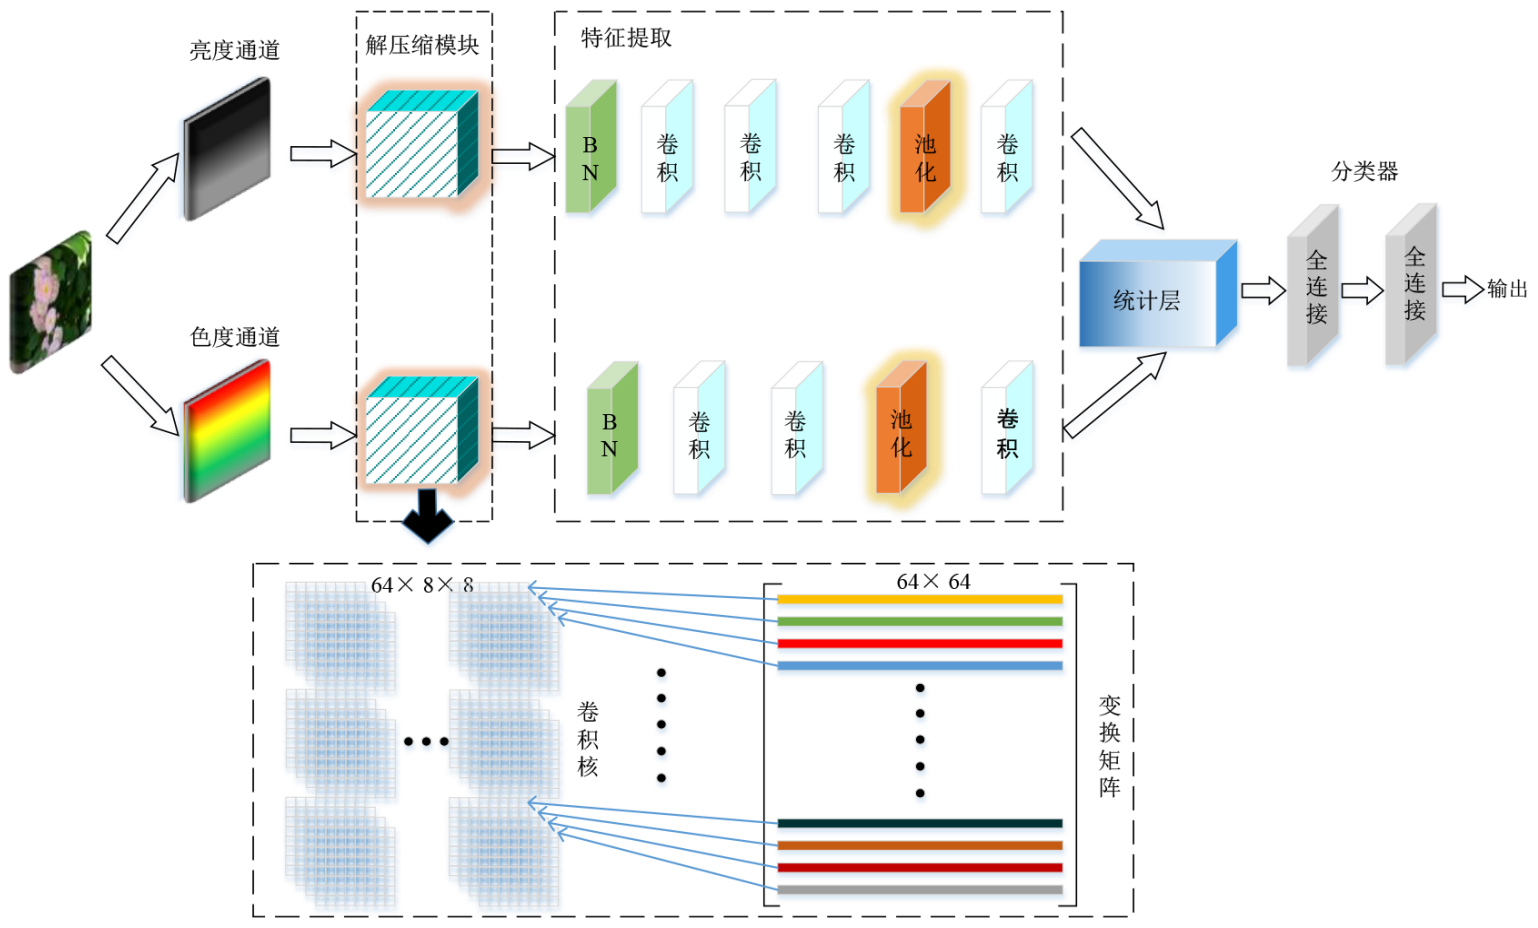 亮度通道
解压缩模块
特征提取
BN
卷积
卷积
卷积
池化
卷积
分类器
统计层
全连接
全连接
输出
色度通道
BN
卷积
卷积
池化
卷积
64× 8× 8
64× 64
卷积核
变换矩阵